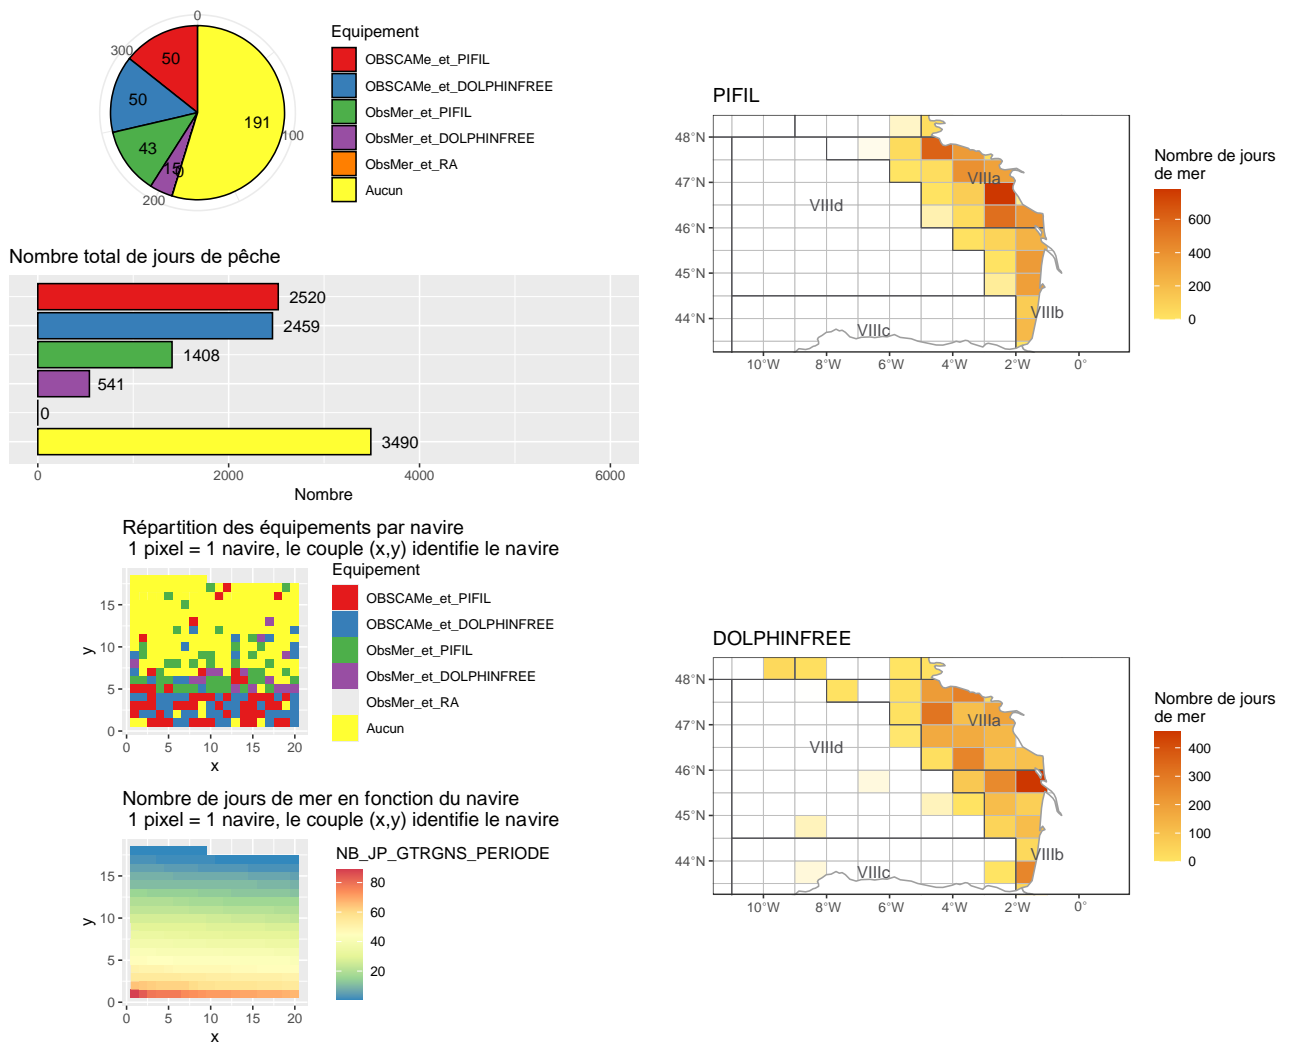 0
300
100
200
50
50
43
15
0
191
Equipement
OBSCAMe_et_PIFIL
OBSCAMe_et_DOLPHINFREE
ObsMer_et_PIFIL
ObsMer_et_DOLPHINFREE
ObsMer_et_RA
Aucun
Nombre total de jours de pêche
2520
2459
1408
541
0
3490
0 2000 4000 6000
Nombre
Répartition des équipements par navire
1 pixel = 1 navire, le couple (x,y) identifie le navire
15
10
5
0
y
0 5 10 15 20
x
Equipement
OBSCAMe_et_PIFIL
OBSCAMe_et_DOLPHINFREE
ObsMer_et_PIFIL
ObsMer_et_DOLPHINFREE
ObsMer_et_RA
Aucun
Nombre de jours de mer en fonction du navire
1 pixel = 1 navire, le couple (x,y) identifie le navire
15
10
5
0
y
0 5 10 15 20
x
NB_JP_GTRGNS_PERIODE
80
60
40
20
PIFIL
48°N
47°N
46°N
45°N
44°N
VIIIa
VIIId
VIIIb
VIIIc
10°W 8°W 6°W 4°W 2°W 0°
Nombre de jours
de mer
600
400
200
0
DOLPHINFREE
48°N
47°N
46°N
45°N
44°N
VIIIa
VIIId
VIIIb
VIIIc
10°W 8°W 6°W 4°W 2°W 0°
Nombre de jours
de mer
400
300
200
100
0